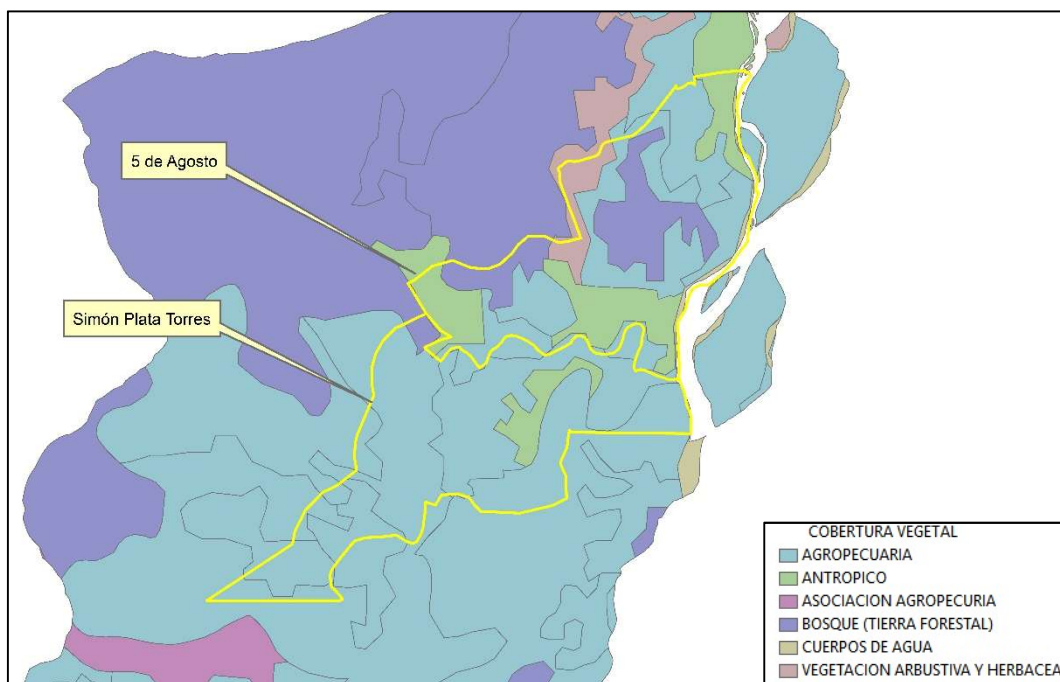 5 de Agosto
Simón Plata Torres
COBERTURA VEGETAL
AGROPECUARIA
ANTROPICO
ASOCIACION AGROPECURIA
BOSQUE (TIERRA FORESTAL)
CUERPOS DE AGUA
VEGETACION ARBUSTIVA Y HERBACEA